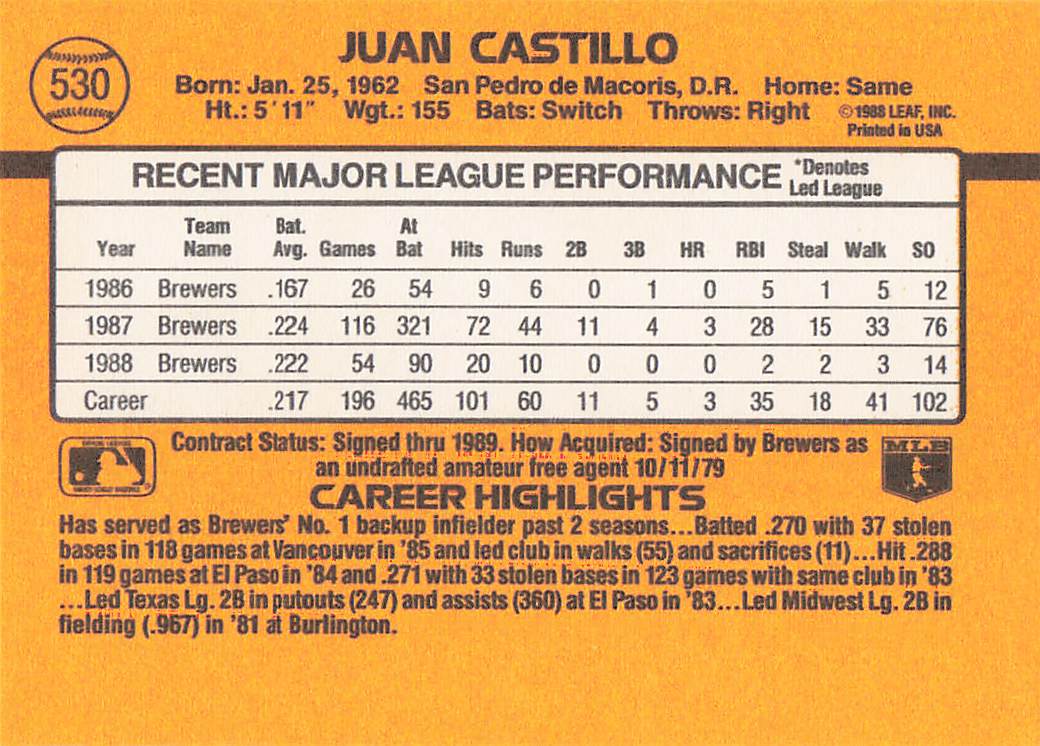 JUAN CASTILLO
530
Born: Jan. 25, 1962 San Pedro de Macoris, D.R. Home: Same
Ht.: 5'11" Wgt.: 155 Bats: Switch Throws: Right ©1988 LEAF, INC.
Printed in USA
RECENT MAJOR LEAGUE PERFORMANCE *Denotes Led League
Year Team Name Bat. Avg. Games At Bat Hits Runs 2B 3B HR RBI Steal Walk SO
1986 Brewers .167 26 54 9 6 0 1 0 5 1 5 12
1987 Brewers .224 116 321 72 44 11 4 3 28 15 33 76
1988 Brewers .222 54 90 20 10 0 0 0 2 2 3 14
Career .217 196 465 101 60 11 5 3 35 18 41 102
Contract Status: Signed thru 1989. How Acquired: Signed by Brewers as
an undrafted amateur free agent 10/11/79
MLB
CAREER HIGHLIGHTS
Has served as Brewers' No. 1 backup infielder past 2 seasons...Batted .270 with 37 stolen
bases in 118 games at Vancouver in '85 and led club in walks (55) and sacrifices (11)...Hit .288
in 119 games at El Paso in '84 and .271 with 33 stolen bases in 123 games with same club in '83
...Led Texas Lg. 2B in putouts (247) and assists (360) at El Paso in '83...Led Midwest Lg. 2B in
fielding (.967) in '81 at Burlington.